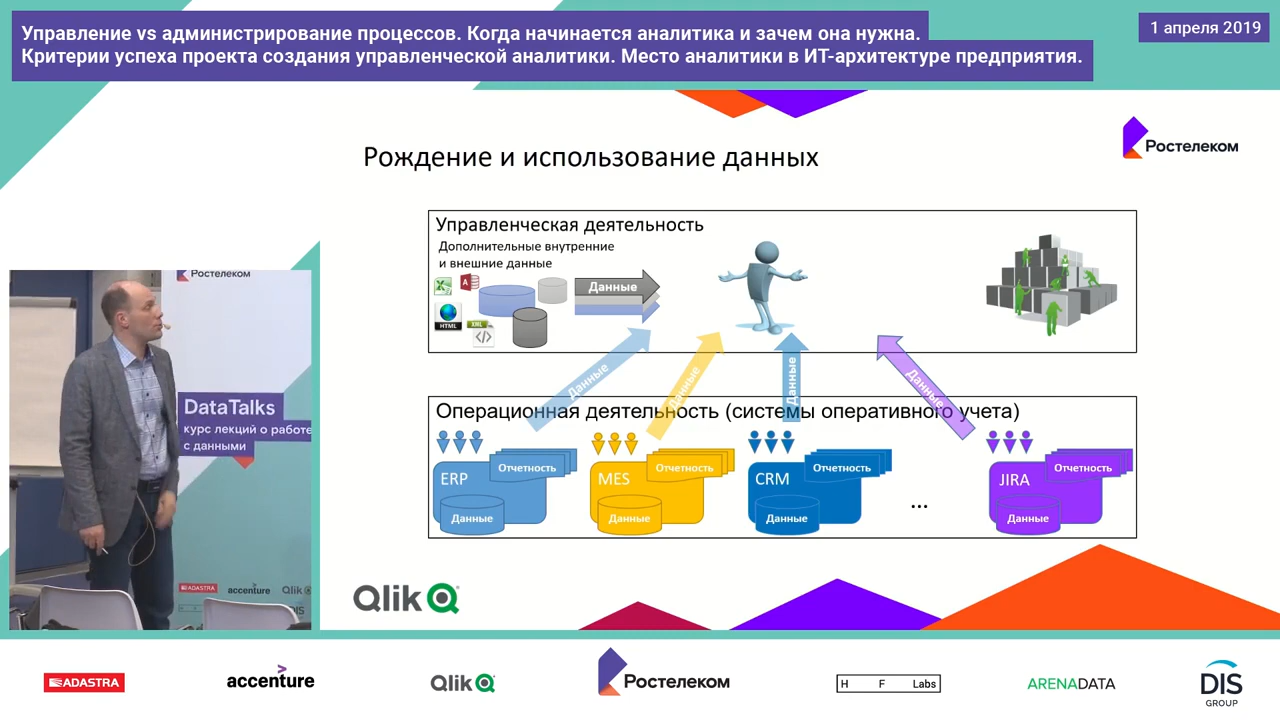 Управление vs администрирование процессов. Когда начинается аналитика и зачем она нужна.
Критерии успеха проекта создания управленческой аналитики. Место аналитики в ИТ-архитектуре предприятия.
1 апреля 2019
Рождение и использование данных
Ростелеком
Управленческая деятельность
Дополнительные внутренние
и внешние данные
HTML
XML
</>
Данные
Данные
Данные
Данные
Данные
Операционная деятельность (системы оперативного учета)
ERP
Отчетность
Данные
MES
Отчетность
Данные
CRM
Отчетность
Данные
...
JIRA
Отчетность
Данные
Qlik
Ростелеком
DataTalks
курс лекций о работе
с данными
ADASTRA
accenture
Qlik
DIS
ADASTRA
accenture
Qlik
Ростелеком
H F Labs
ARENADATA
DIS
GROUP